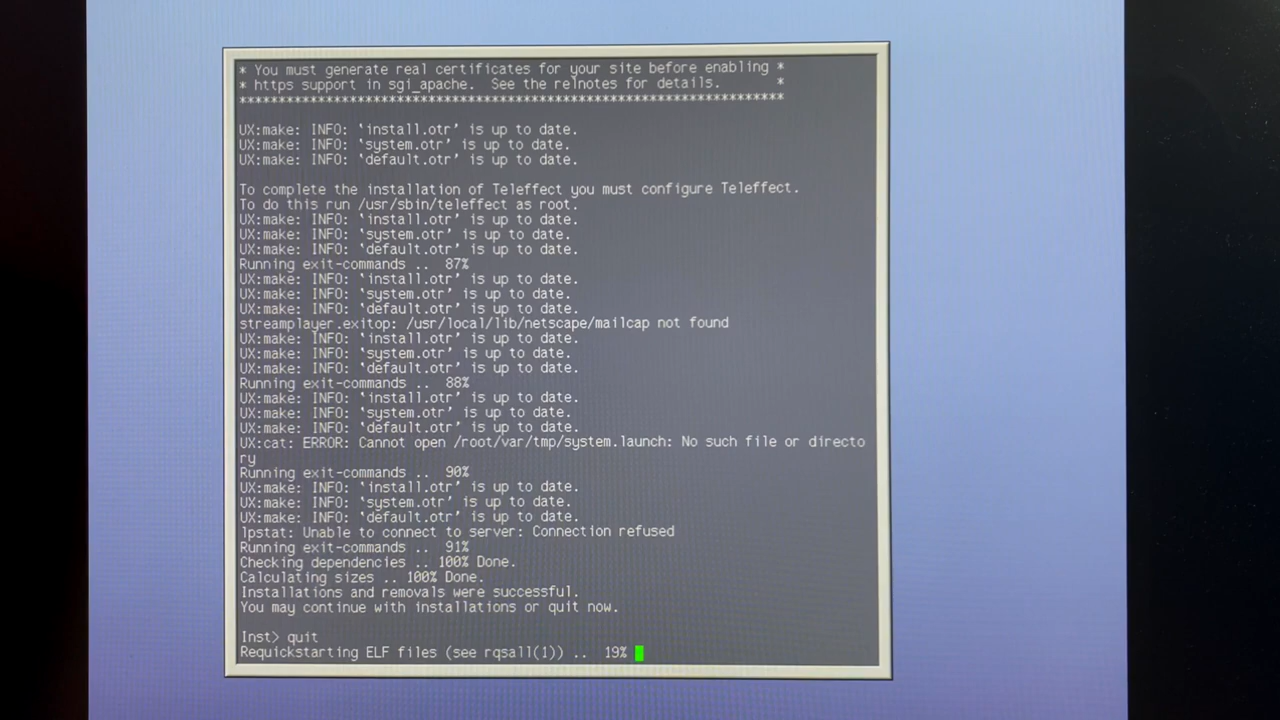 * You must generate real certificates for your site before enabling *
* https support in sgi_apache.  See the relnotes for details.       *
*********************************************************************
UX:make: INFO: `install.otr' is up to date.
UX:make: INFO: `system.otr' is up to date.
UX:make: INFO: `default.otr' is up to date.
To complete the installation of Teleffect you must configure Teleffect.
To do this run /usr/sbin/teleffect as root.
UX:make: INFO: `install.otr' is up to date.
UX:make: INFO: `system.otr' is up to date.
UX:make: INFO: `default.otr' is up to date.
Running exit-commands ..  87%
UX:make: INFO: `install.otr' is up to date.
UX:make: INFO: `system.otr' is up to date.
UX:make: INFO: `default.otr' is up to date.
streamplayer.exitop: /usr/local/lib/netscape/mailcap not found
UX:make: INFO: `install.otr' is up to date.
UX:make: INFO: `system.otr' is up to date.
UX:make: INFO: `default.otr' is up to date.
Running exit-commands ..  88%
UX:make: INFO: `install.otr' is up to date.
UX:make: INFO: `system.otr' is up to date.
UX:make: INFO: `default.otr' is up to date.
UX:cat: ERROR: Cannot open /root/var/tmp/system.launch: No such file or directo
ry
Running exit-commands ..  90%
UX:make: INFO: `install.otr' is up to date.
UX:make: INFO: `system.otr' is up to date.
UX:make: INFO: `default.otr' is up to date.
lpstat: Unable to connect to server: Connection refused
Running exit-commands ..  91%
Checking dependencies .. 100% Done.
Calculating sizes .. 100% Done.
Installations and removals were successful.
You may continue with installations or quit now.
Inst> quit
Requickstarting ELF files (see rqsall(1)) ..  19%